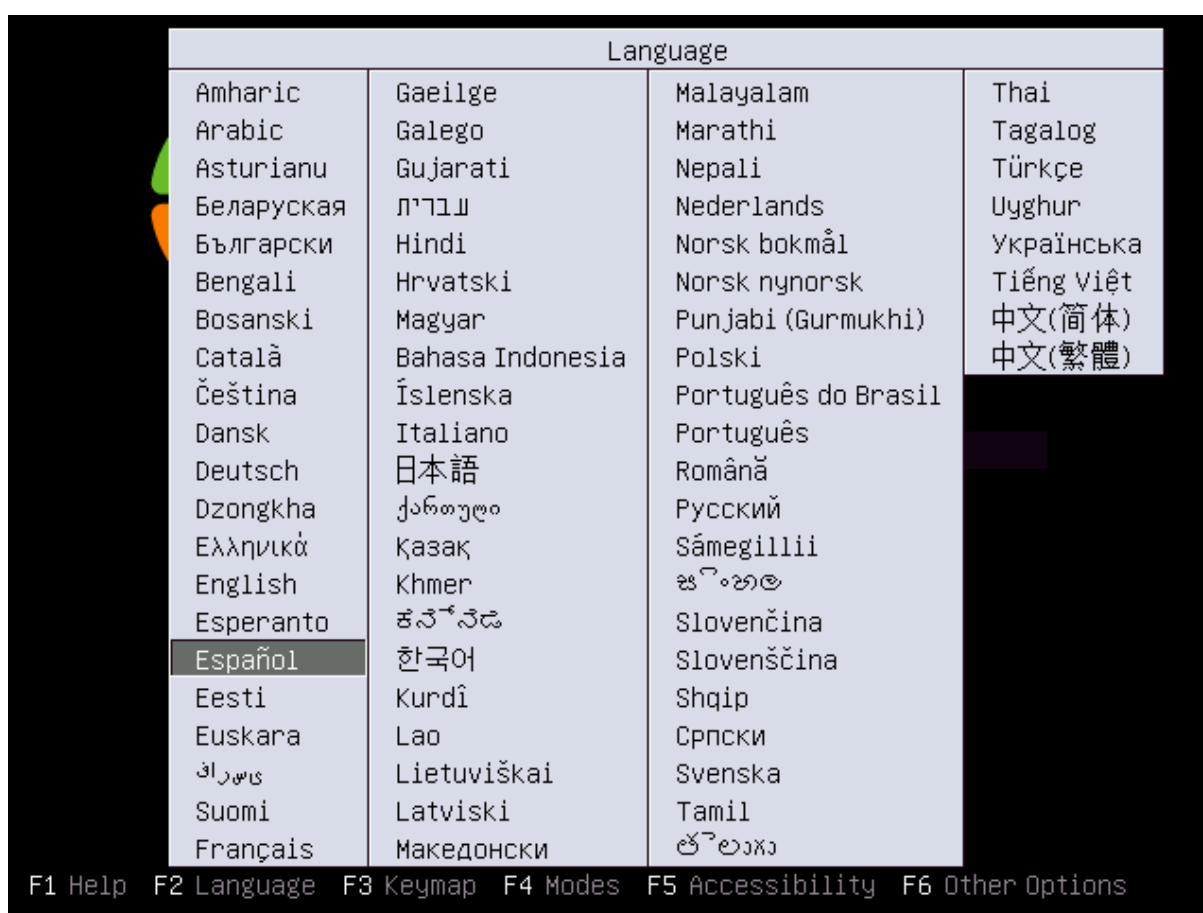 Language
Amharic
Arabic
Asturianu
Беларуская
Български
Bengali
Bosanski
Català
Čeština
Dansk
Deutsch
Dzongkha
Ελληνικά
English
Esperanto
Español
Eesti
Euskara
فارسی
Suomi
Français
Gaeilge
Galego
Gujarati
עברית
Hindi
Hrvatski
Magyar
Bahasa Indonesia
Íslenska
Italiano
日本語
ქართული
Қазақ
Khmer
ಕನ್ನಡ
한국어
Kurdî
Lao
Lietuviškai
Latviski
Македонски
Malayalam
Marathi
Nepali
Nederlands
Norsk bokmål
Norsk nynorsk
Punjabi (Gurmukhi)
Polski
Português do Brasil
Português
Română
Русский
Sámegillii
සිංහල
Slovenčina
Slovenščina
Shqip
Српски
Svenska
Tamil
తెలుగు
Thai
Tagalog
Türkçe
Uyghur
Українська
Tiếng Việt
中文(简体)
中文(繁體)
F1 Help F2 Language F3 Keymap F4 Modes F5 Accessibility F6 Other Options